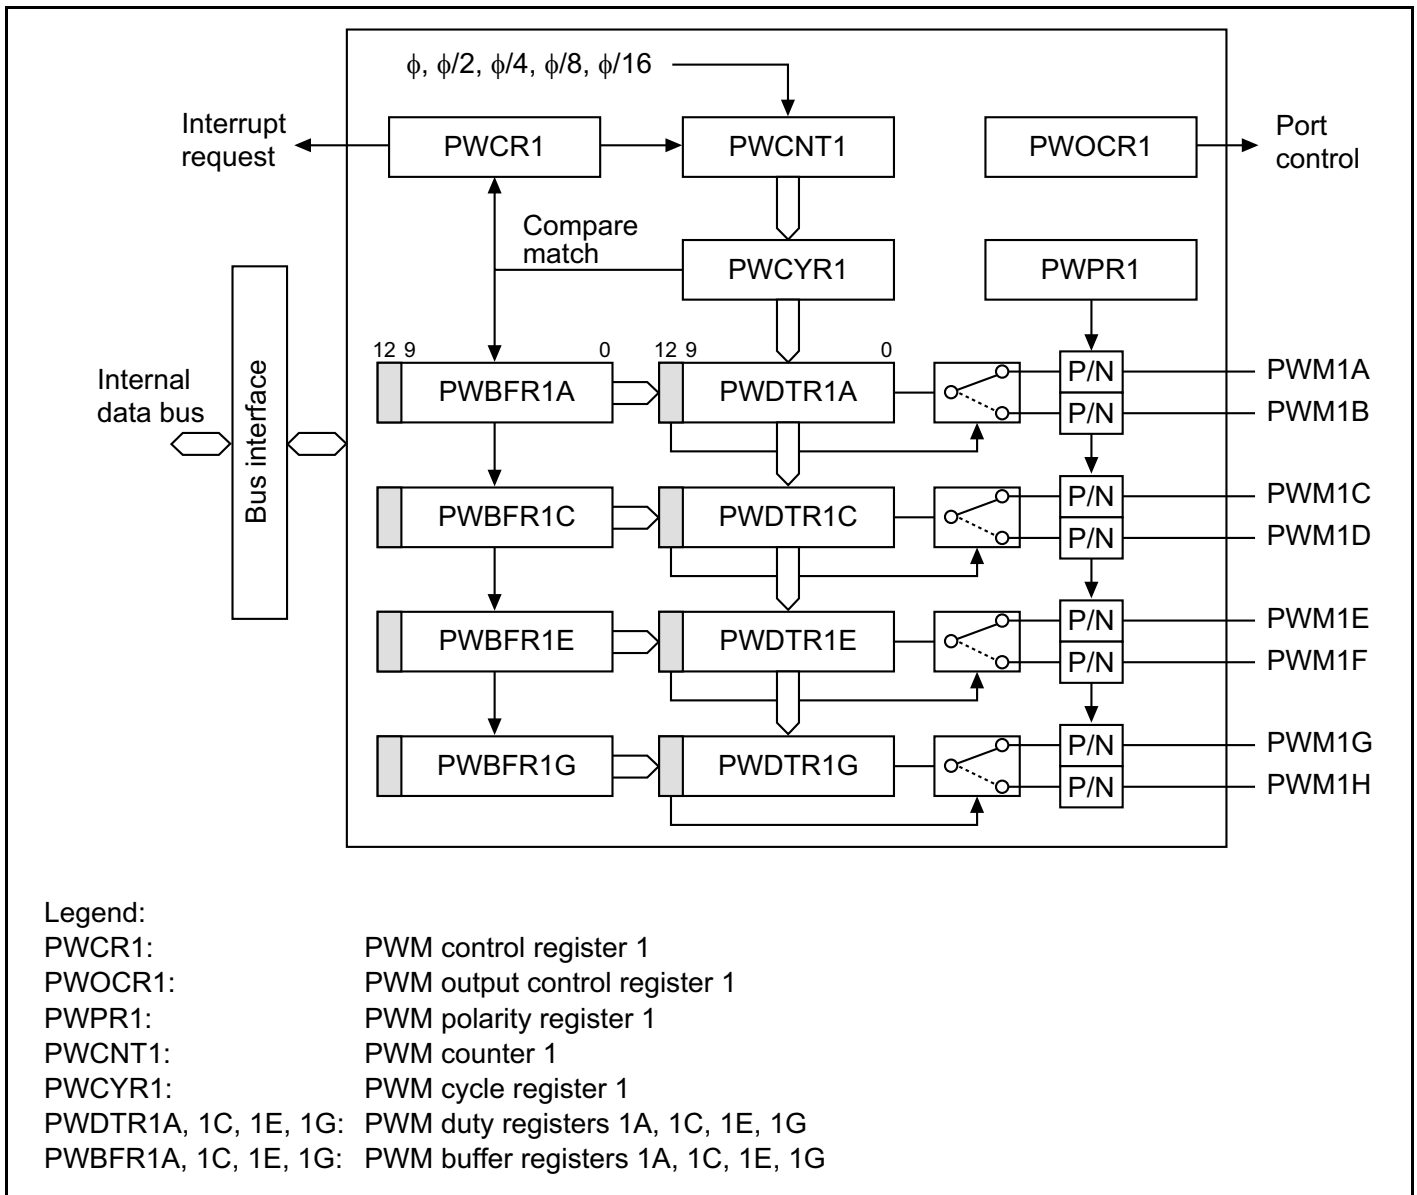 ϕ, ϕ/2, ϕ/4, ϕ/8, ϕ/16
Interrupt
request
PWCR1
PWCNT1
PWOCR1
Port
control
Compare
match
PWCYR1
PWPR1
Internal
data bus
Bus interface
12 9 0
12 9 0
PWBFR1A
PWDTR1A
P/N
PWM1A
P/N
PWM1B
PWBFR1C
PWDTR1C
P/N
PWM1C
P/N
PWM1D
PWBFR1E
PWDTR1E
P/N
PWM1E
P/N
PWM1F
PWBFR1G
PWDTR1G
P/N
PWM1G
P/N
PWM1H
Legend:
PWCR1: PWM control register 1
PWOCR1: PWM output control register 1
PWPR1: PWM polarity register 1
PWCNT1: PWM counter 1
PWCYR1: PWM cycle register 1
PWDTR1A, 1C, 1E, 1G: PWM duty registers 1A, 1C, 1E, 1G
PWBFR1A, 1C, 1E, 1G: PWM buffer registers 1A, 1C, 1E, 1G